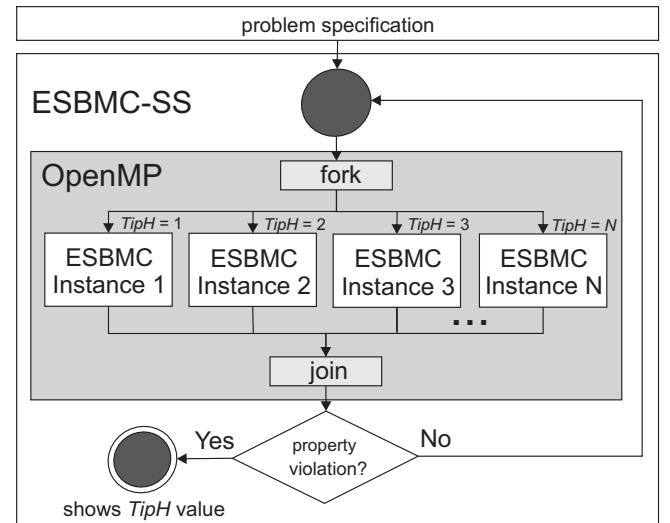 problem specification
ESBMC-SS
OpenMP
fork
TipH = 1
TipH = 2
TipH = 3
TipH = N
ESBMC
Instance 1
ESBMC
Instance 2
ESBMC
Instance 3
ESBMC
Instance N
...
join
Yes
property
violation?
No
shows TipH value